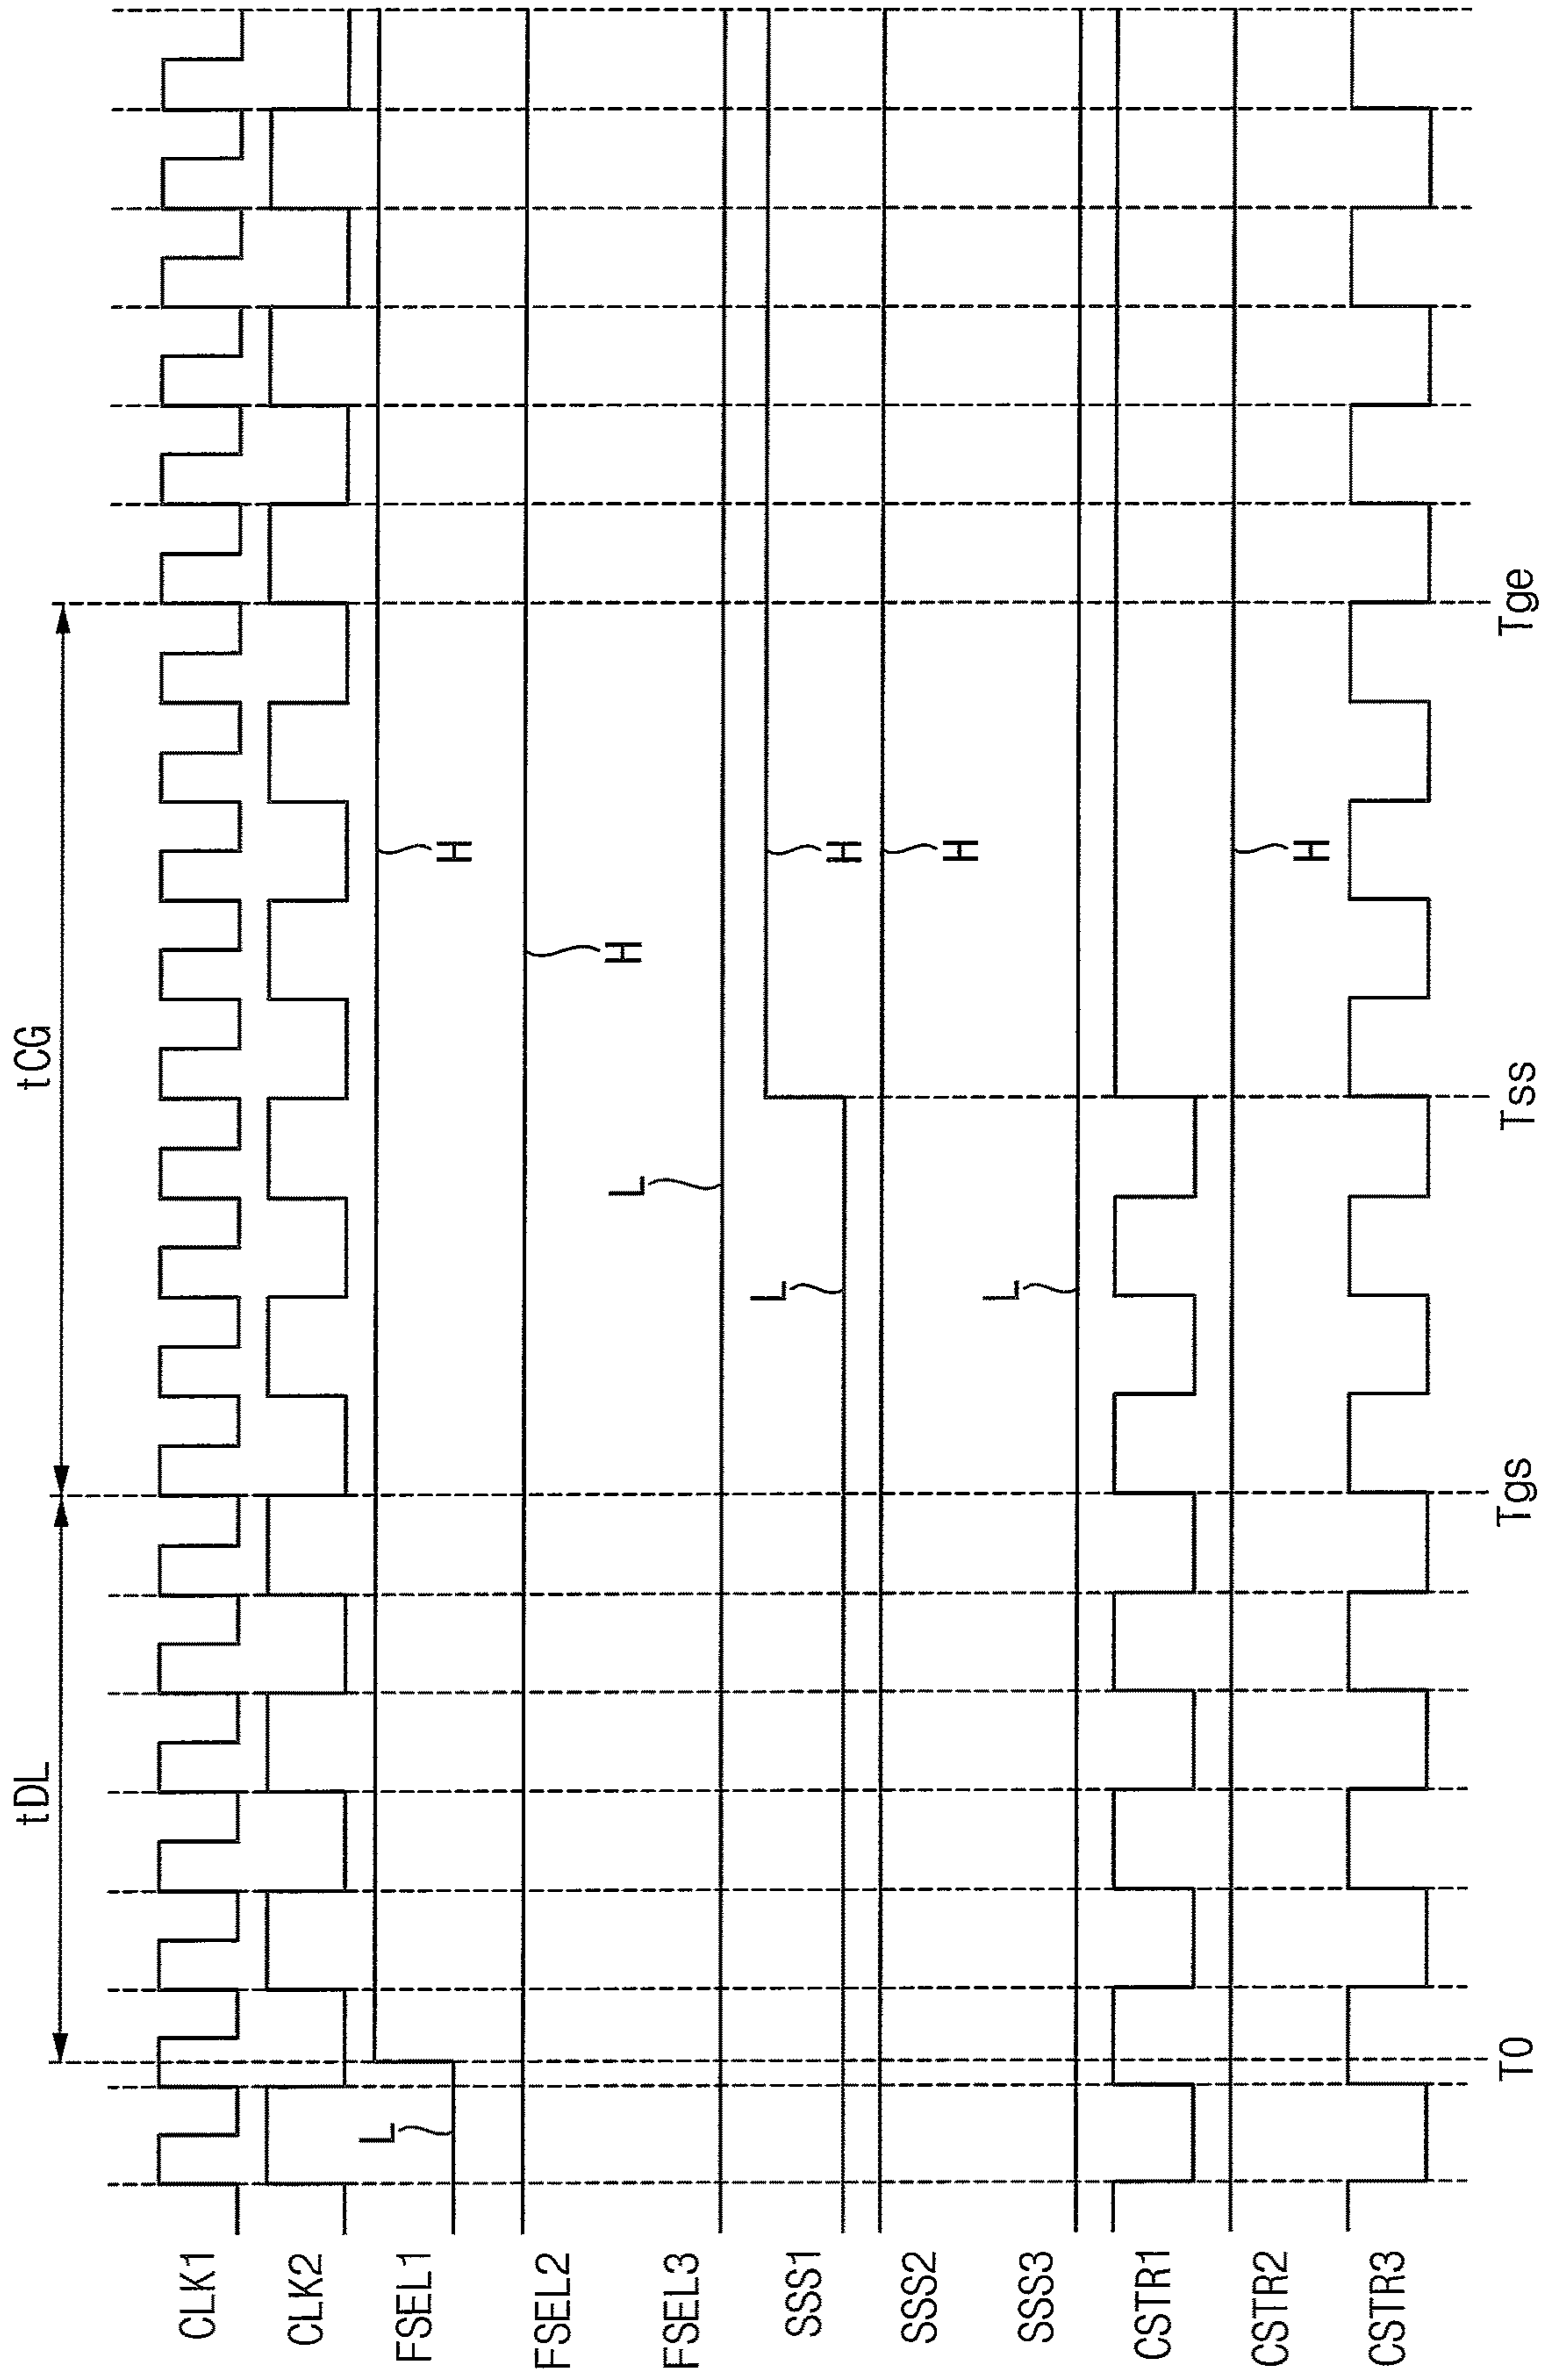 tDL
tCG
CLK1
CLK2
FSEL1
L
H
FSEL2
H
FSEL3
L
SSS1
L
H
SSS2
H
SSS3
L
CSTR1
CSTR2
H
CSTR3
T0
Tgs
Tss
Tge